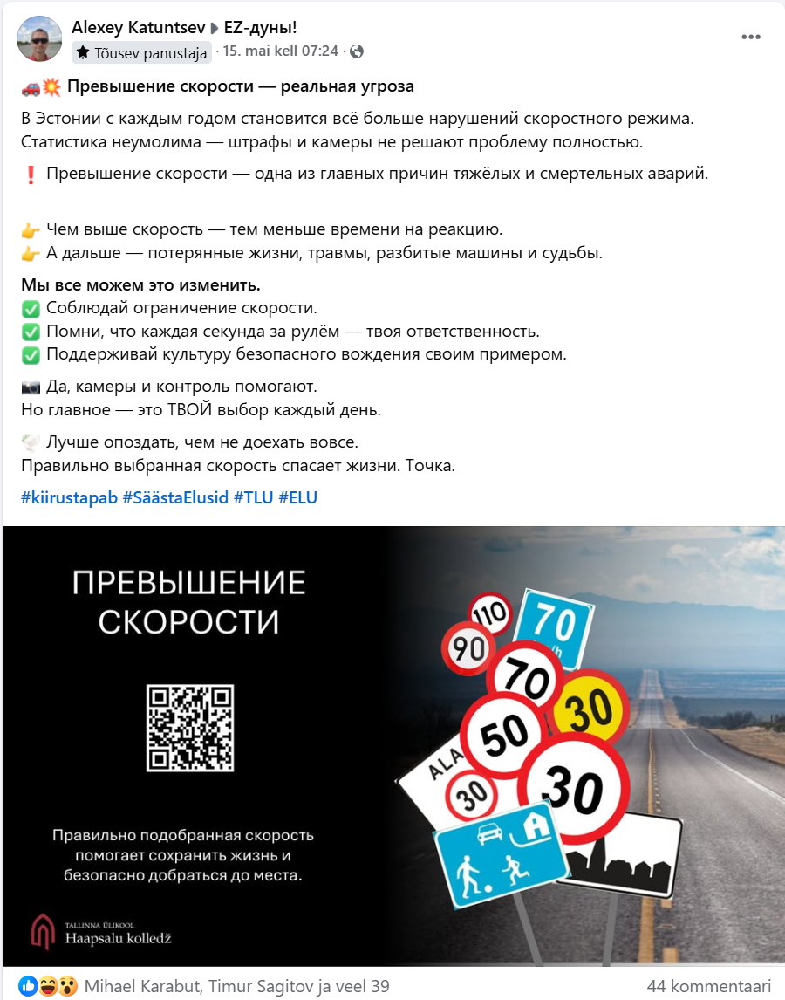 Alexey Katuntsev ▸ EZ-дуны!
★ Tõusev panustaja · 15. mai kell 07:24 ·
🚗💥 Превышение скорости — реальная угроза
В Эстонии с каждым годом становится всё больше нарушений скоростного режима.
Статистика неумолима — штрафы и камеры не решают проблему полностью.
❗ Превышение скорости — одна из главных причин тяжёлых и смертельных аварий.
👉 Чем выше скорость — тем меньше времени на реакцию.
👉 А дальше — потерянные жизни, травмы, разбитые машины и судьбы.
Мы все можем это изменить.
✅ Соблюдай ограничение скорости.
✅ Помни, что каждая секунда за рулём — твоя ответственность.
✅ Поддерживай культуру безопасного вождения своим примером.
📷 Да, камеры и контроль помогают.
Но главное — это ТВОЙ выбор каждый день.
🕊️ Лучше опоздать, чем не доехать вовсе.
Правильно выбранная скорость спасает жизни. Точка.
#kiirustapab #SäästaElusid #TLU #ELU
ПРЕВЫШЕНИЕ
СКОРОСТИ
Правильно подобранная скорость
помогает сохранить жизнь и
безопасно добраться до места.
TALLINNA ÜLIKOOL
Haapsalu kolledž
110
70
90
70
30
50
ALA
30
30
Mihael Karabut, Timur Sagitov ja veel 39
44 kommentaari